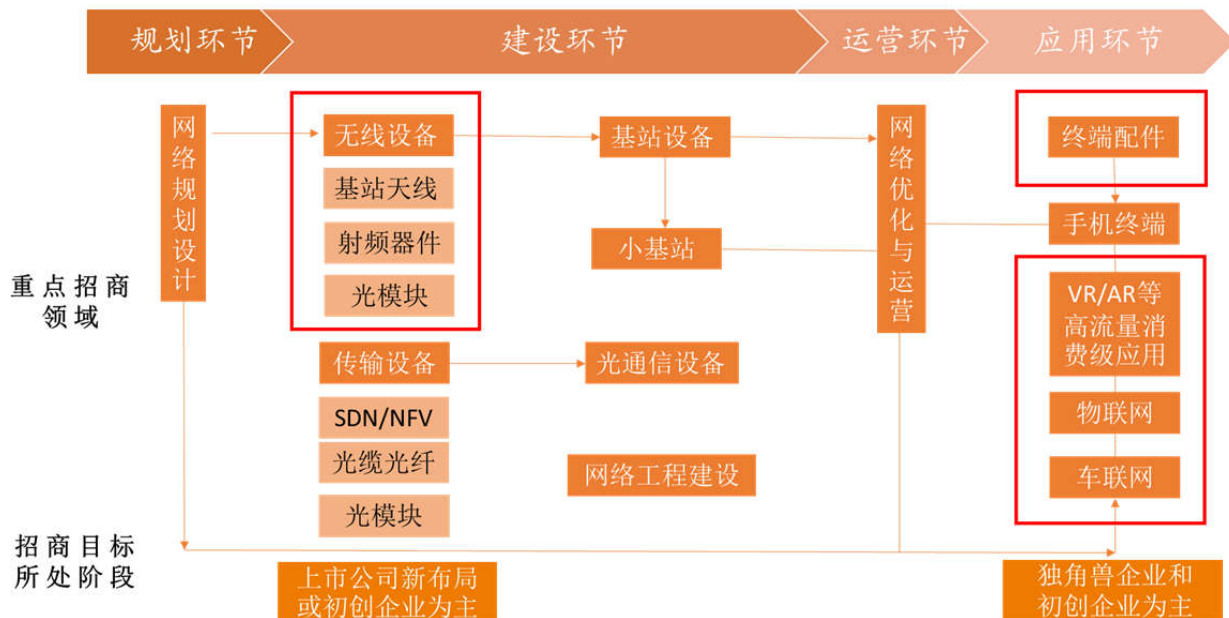 规划环节
建设环节
运营环节
应用环节
网络规划设计
无线设备
基站天线
射频器件
光模块
传输设备
SDN/NFV
光缆光纤
光模块
基站设备
小基站
光通信设备
网络工程建设
网络优化与运营
终端配件
手机终端
VR/AR等
高流量消
费级应用
物联网
车联网
重点招商
领域
招商目标
所处阶段
上市公司新布局
或初创企业为主
独角兽企业和
初创企业为主